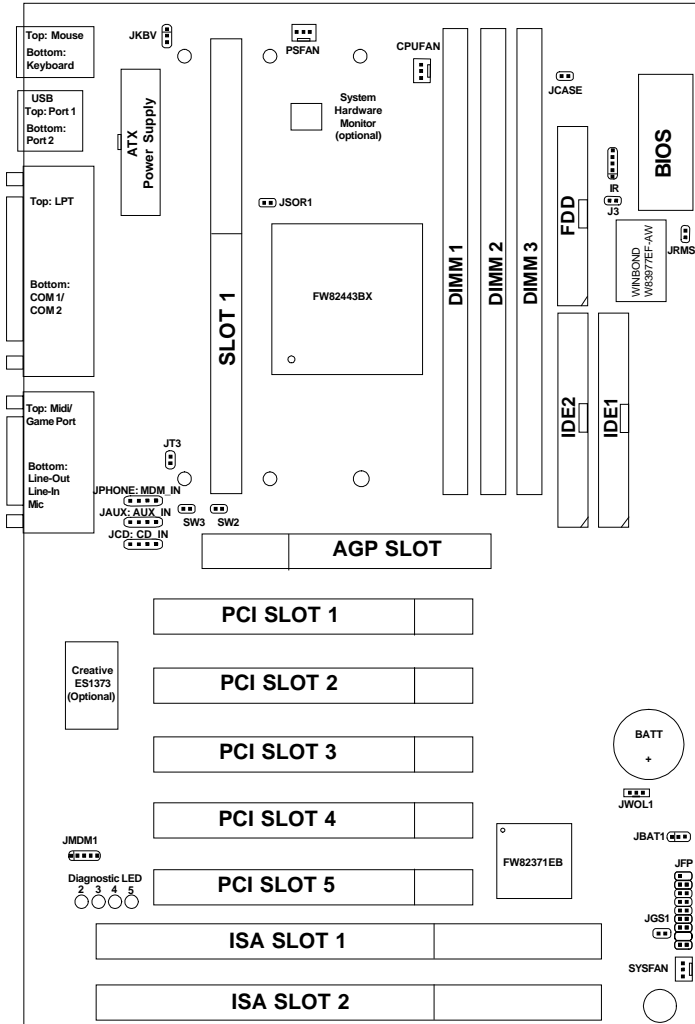 Top: Mouse
Bottom:
Keyboard
JKBV
PSFAN
CPUFAN
USB
Top: Port 1
Bottom:
Port 2
ATX
Power Supply
System
Hardware
Monitor
(optional)
JCASE
BIOS
IR
J3
JRMS
WINBOND
W83977EF-AW
Top: LPT
Bottom:
COM 1/
COM 2
JSOR1
SLOT 1
FW82443BX
DIMM 1
DIMM 2
DIMM 3
FDD
IDE2
IDE1
Top: Midi/
Game Port
Bottom:
Line-Out
Line-In
Mic
JT3
JPHONE: MDM_IN
JAUX: AUX_IN
JCD: CD_IN
SW3
SW2
AGP SLOT
PCI SLOT 1
Creative
ES1373
(Optional)
PCI SLOT 2
PCI SLOT 3
BATT
+
JWOL1
PCI SLOT 4
JMDM1
FW82371EB
JBAT1
Diagnostic LED
2 3 4 5
PCI SLOT 5
JFP
JGS1
ISA SLOT 1
SYSFAN
ISA SLOT 2